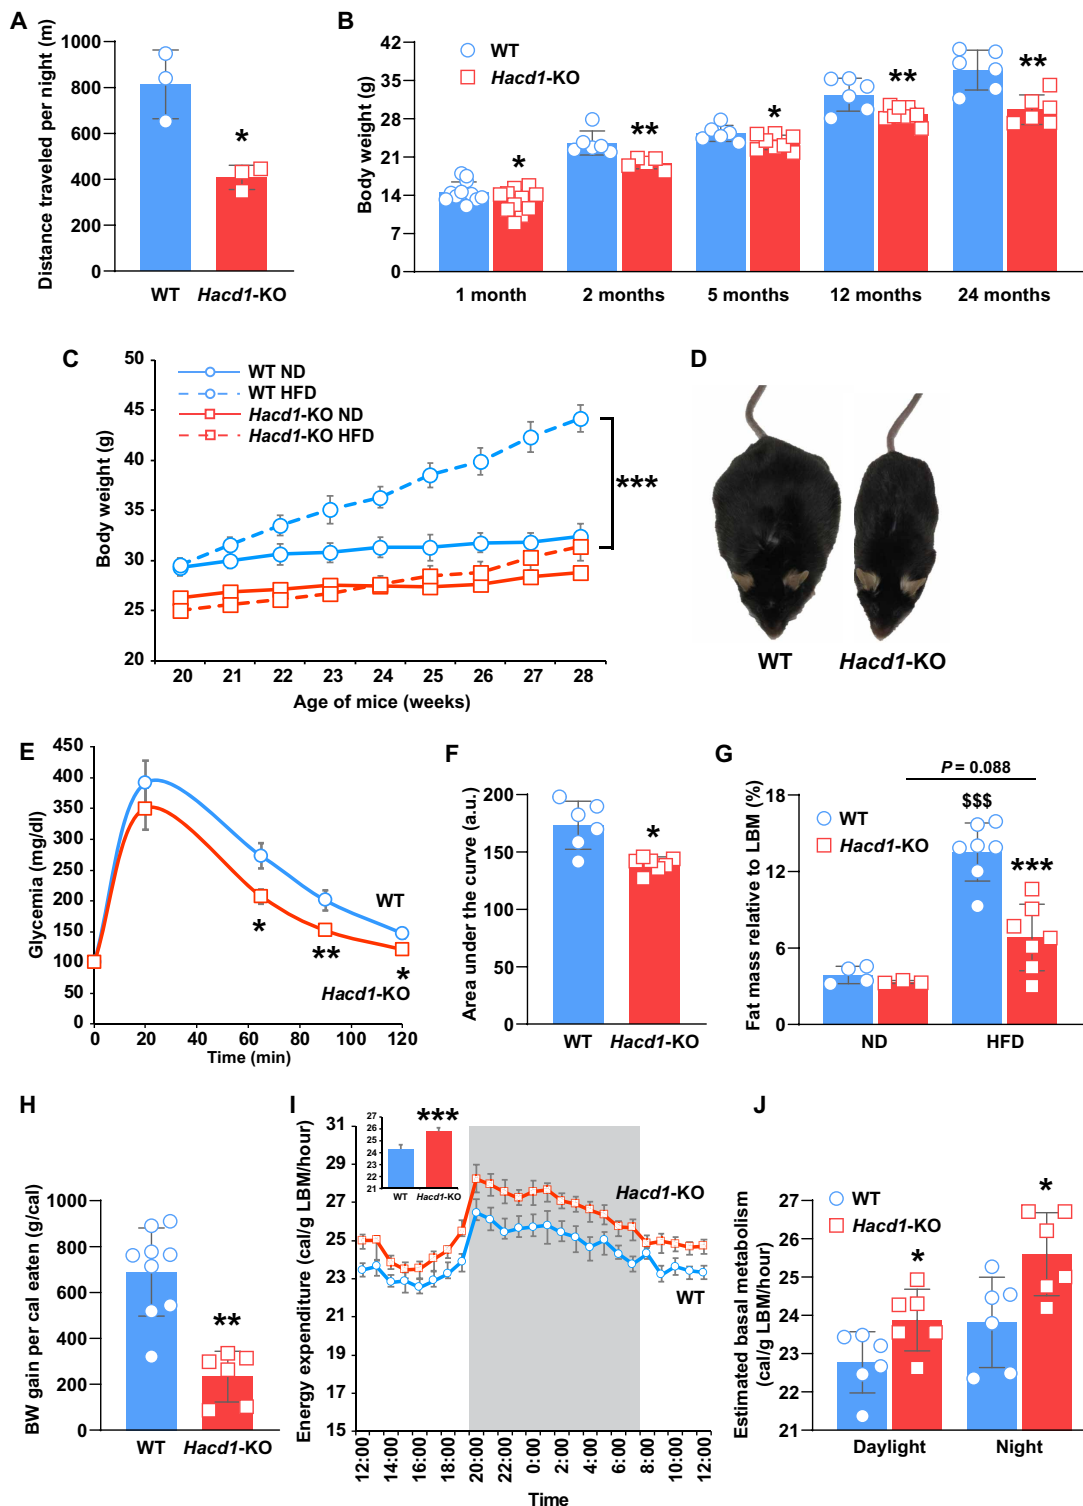 A
Distance traveled per night (m)
1000
800
600
400
200
0
*
WT
Hacd1-KO
B
Body weight (g)
42
35
28
21
14
7
0
WT
Hacd1-KO
*
**
*
**
**
1 month
2 months
5 months
12 months
24 months
C
Body weight (g)
50
45
40
35
30
25
20
WT ND
WT HFD
Hacd1-KO ND
Hacd1-KO HFD
***
20 21 22 23 24 25 26 27 28
Age of mice (weeks)
D
WT
Hacd1-KO
E
Glycemia (mg/dl)
450
400
350
300
250
200
150
100
50
0
WT
*
**
*
Hacd1-KO
0 20 40 60 80 100 120
Time (min)
F
Area under the curve (a.u.)
200
150
100
50
0
*
WT
Hacd1-KO
G
Fat mass relative to LBM (%)
18
12
6
0
P = 0.088
WT
Hacd1-KO
$$$
***
ND
HFD
H
BW gain per cal eaten (g/cal)
1000
800
600
400
200
0
**
WT
Hacd1-KO
I
Energy expenditure (cal/g LBM/hour)
31
29
27
25
23
21
19
17
15
27
26
25
24
23
22
21
***
WT
Hacd1-KO
Hacd1-KO
WT
12:00 14:00 16:00 18:00 20:00 22:00 0:00 2:00 4:00 6:00 8:00 10:00 12:00
Time
J
Estimated basal metabolism
(cal/g LBM/hour)
27
26
25
24
23
22
21
WT
Hacd1-KO
*
*
Daylight
Night